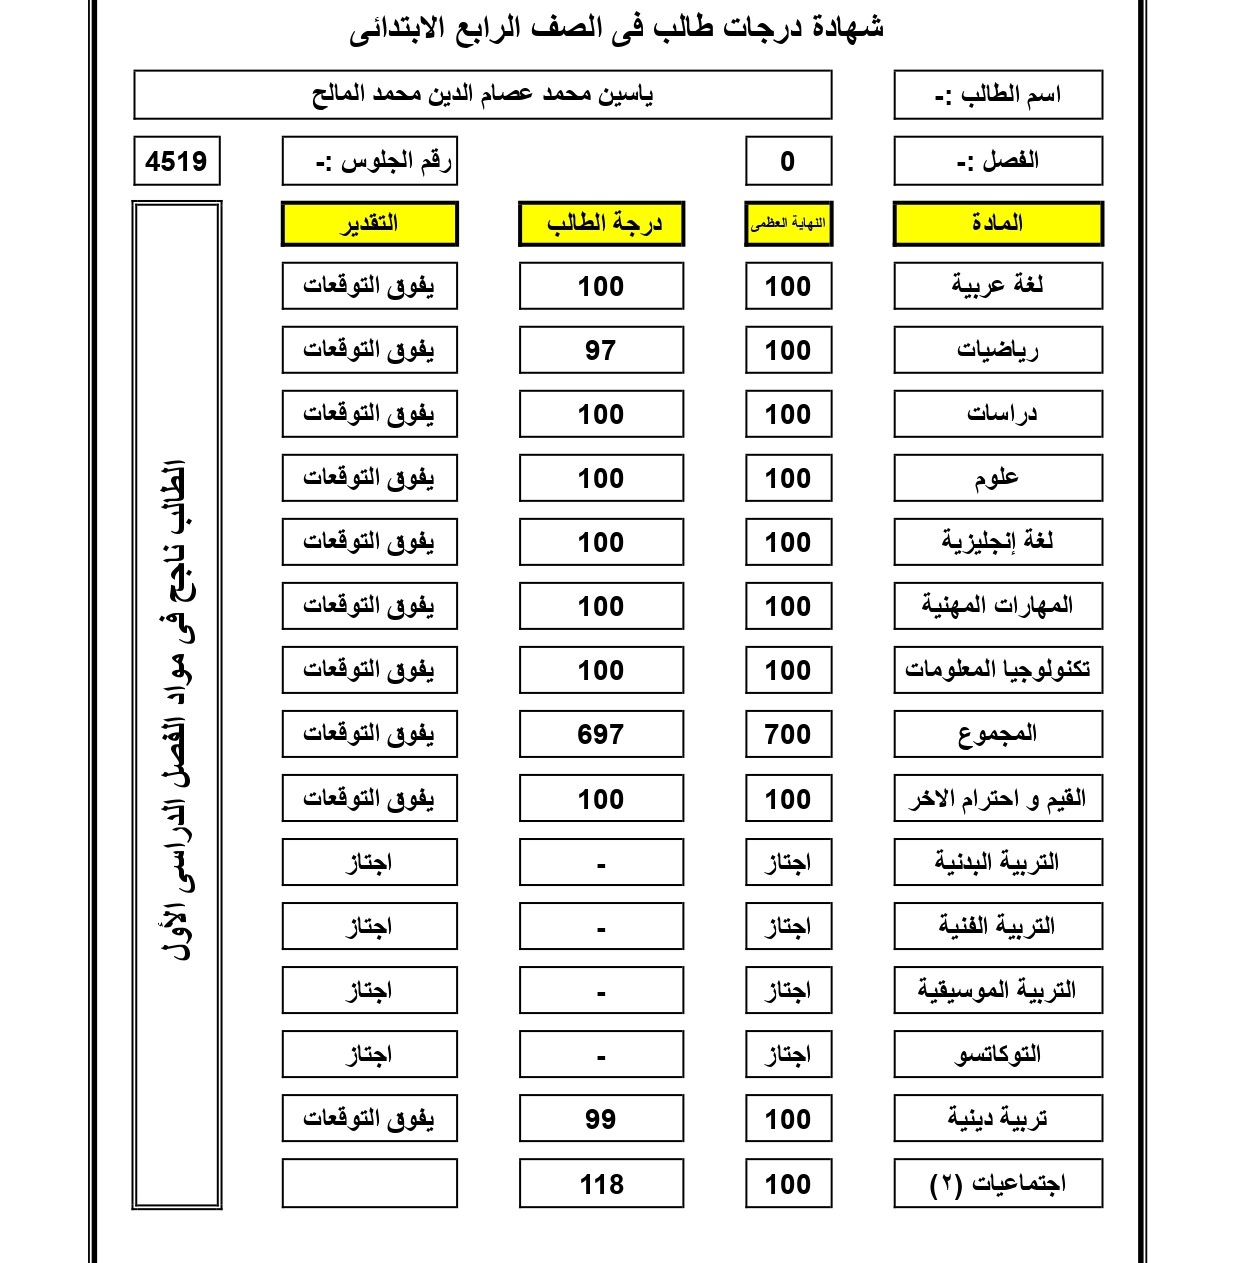 شهادة درجات طالب فى الصف الرابع الابتدائى
اسم الطالب :- ياسين محمد عصام الدين محمد المالح
الفصل :- 0 رقم الجلوس :- 4519
المادة النهاية العظمى درجة الطالب التقدير
لغة عربية 100 100 يفوق التوقعات
رياضيات 100 97 يفوق التوقعات
دراسات 100 100 يفوق التوقعات
علوم 100 100 يفوق التوقعات
لغة إنجليزية 100 100 يفوق التوقعات
المهارات المهنية 100 100 يفوق التوقعات
تكنولوجيا المعلومات 100 100 يفوق التوقعات
المجموع 700 697 يفوق التوقعات
القيم و احترام الاخر 100 100 يفوق التوقعات
التربية البدنية اجتاز - اجتاز
التربية الفنية اجتاز - اجتاز
التربية الموسيقية اجتاز - اجتاز
التوكاتسو اجتاز - اجتاز
تربية دينية 100 99 يفوق التوقعات
اجتماعيات (٢) 100 118
الطالب ناجح فى مواد الفصل الدراسى الأول